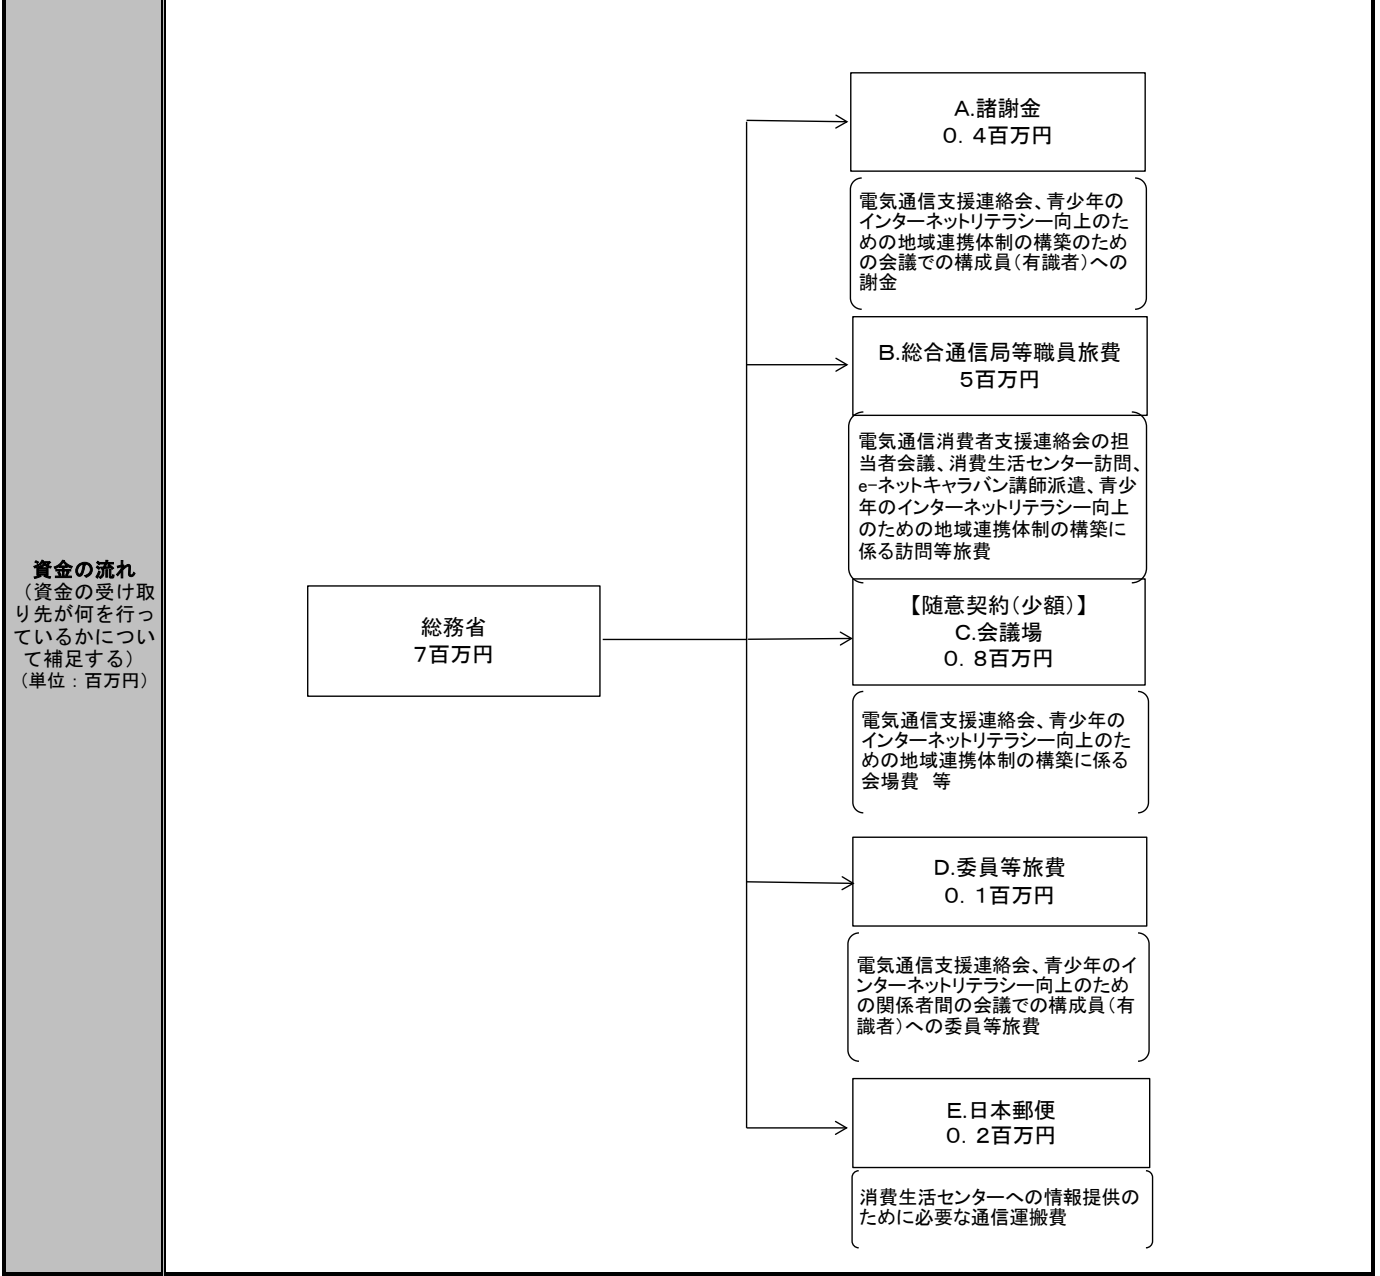 資金の流れ
（資金の受け取
り先が何を行っ
ているかについ
て補足する）
（単位：百万円）
総務省
７百万円
Ａ.諸謝金
０．４百万円
電気通信支援連絡会、青少年の
インターネットリテラシー向上のた
めの地域連携体制の構築のため
の会議での構成員（有識者）への
謝金
Ｂ.総合通信局等職員旅費
５百万円
電気通信消費者支援連絡会の担
当者会議、消費生活センター訪問、
e-ネットキャラバン講師派遣、青少
年のインターネットリテラシー向上
のための地域連携体制の構築に
係る訪問等旅費
【随意契約（少額）】
Ｃ.会議場
０．８百万円
電気通信支援連絡会、青少年の
インターネットリテラシー向上のた
めの地域連携体制の構築に係る
会場費　等
Ｄ.委員等旅費
０．１百万円
電気通信支援連絡会、青少年のイ
ンターネットリテラシー向上のため
の関係者間の会議での構成員（有
識者）への委員等旅費
Ｅ.日本郵便
０．２百万円
消費生活センターへの情報提供の
ために必要な通信運搬費